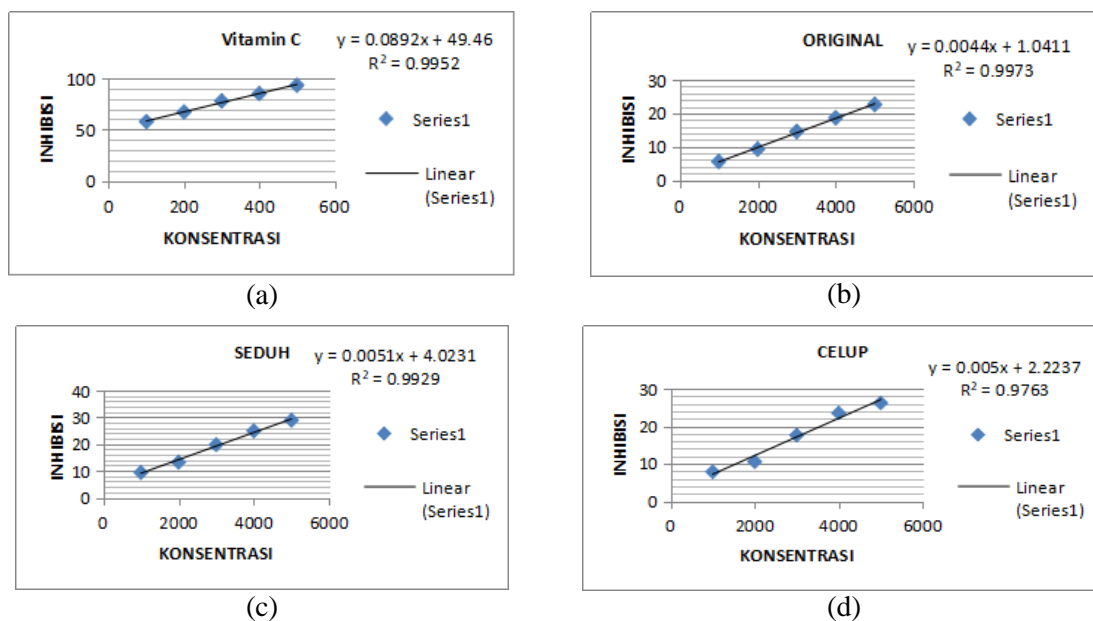 Vitamin C
y = 0.0892x + 49.46
R² = 0.9952
INHIBISI
100
50
0
0 200 400 600
KONSENTRASI
Series1
Linear
(Series1)
(a)
ORIGINAL
y = 0.0044x + 1.0411
R² = 0.9973
INHIBISI
30
20
10
0
0 2000 4000 6000
KONSENTRASI
Series1
Linear
(Series1)
(b)
SEDUH
y = 0.0051x + 4.0231
R² = 0.9929
INHIBISI
40
30
20
10
0
0 2000 4000 6000
KONSENTRASI
Series1
Linear
(Series1)
(c)
CELUP
y = 0.005x + 2.2237
R² = 0.9763
INHIBISI
30
20
10
0
0 2000 4000 6000
KONSENTRASI
Series1
Linear
(Series1)
(d)